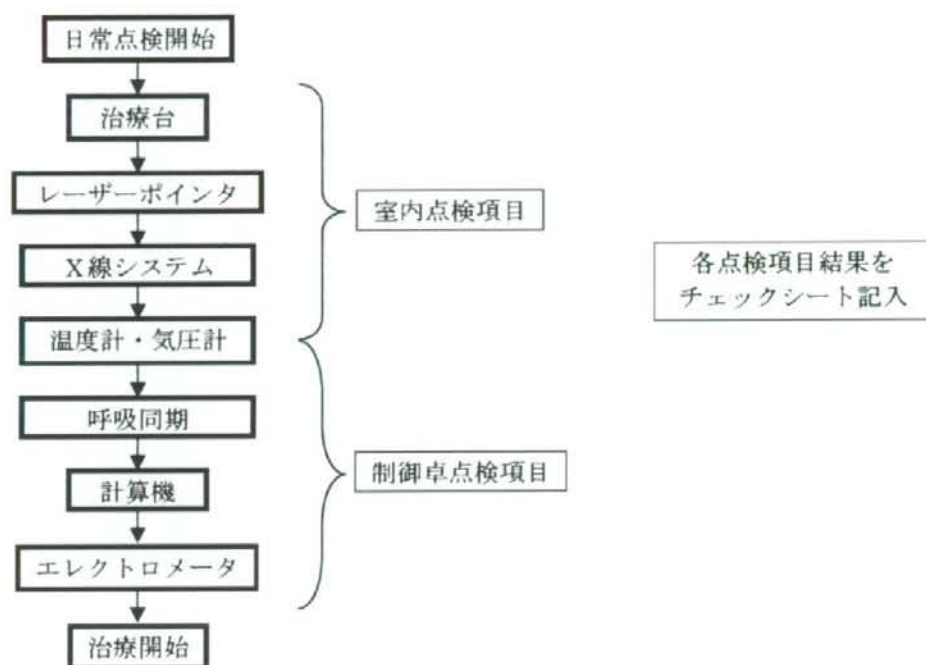 日常点検開始
治療台
レーザーポインタ
X線システム
温度計・気圧計
呼吸同期
計算機
エレクトロメータ
治療開始
室内点検項目
制御卓点検項目
各点検項目結果を
チェックシート記入